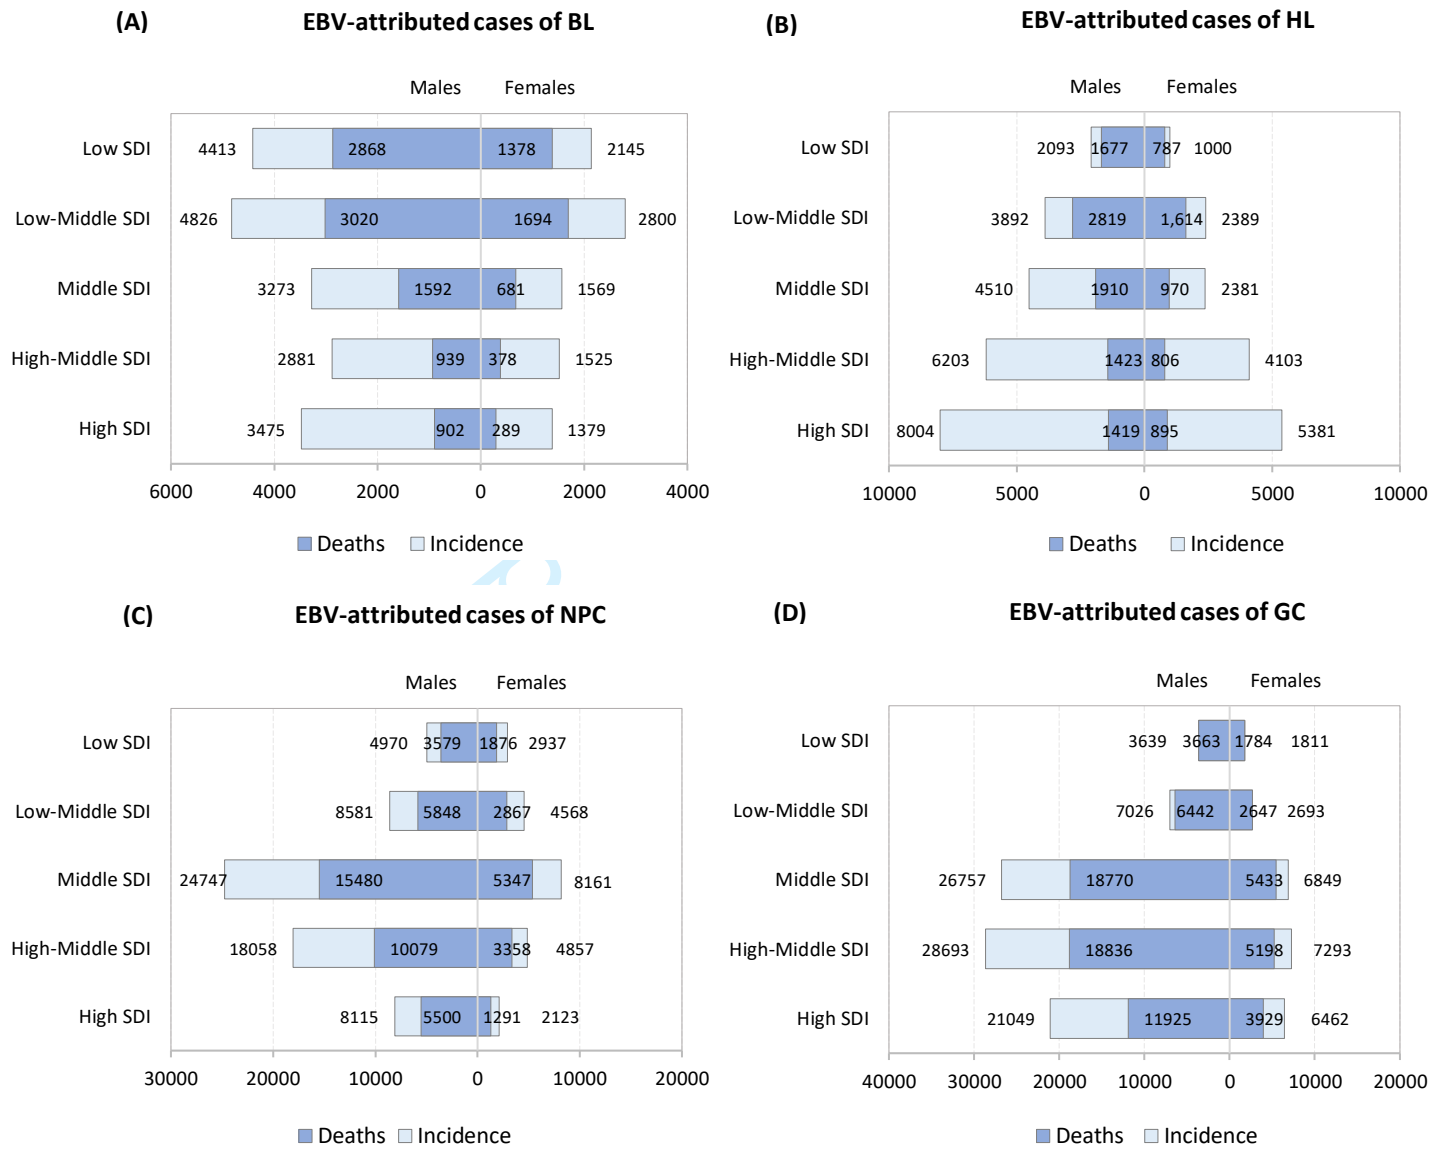 (A) EBV-attributed cases of BL
Males Females
Low SDI 4413 2868 1378 2145
Low-Middle SDI 4826 3020 1694 2800
Middle SDI 3273 1592 681 1569
High-Middle SDI 2881 939 378 1525
High SDI 3475 902 289 1379
6000 4000 2000 0 2000 4000
Deaths Incidence
(B) EBV-attributed cases of HL
Males Females
Low SDI 2093 1677 787 1000
Low-Middle SDI 3892 2819 1,614 2389
Middle SDI 4510 1910 970 2381
High-Middle SDI 6203 1423 806 4103
High SDI 8004 1419 895 5381
10000 5000 0 5000 10000
Deaths Incidence
(C) EBV-attributed cases of NPC
Males Females
Low SDI 4970 3579 1876 2937
Low-Middle SDI 8581 5848 2867 4568
Middle SDI 24747 15480 5347 8161
High-Middle SDI 18058 10079 3358 4857
High SDI 8115 5500 1291 2123
30000 20000 10000 0 10000 20000
Deaths Incidence
(D) EBV-attributed cases of GC
Males Females
Low SDI 3639 3663 1784 1811
Low-Middle SDI 7026 6442 2647 2693
Middle SDI 26757 18770 5433 6849
High-Middle SDI 28693 18836 5198 7293
High SDI 21049 11925 3929 6462
40000 30000 20000 10000 0 10000 20000
Deaths Incidence